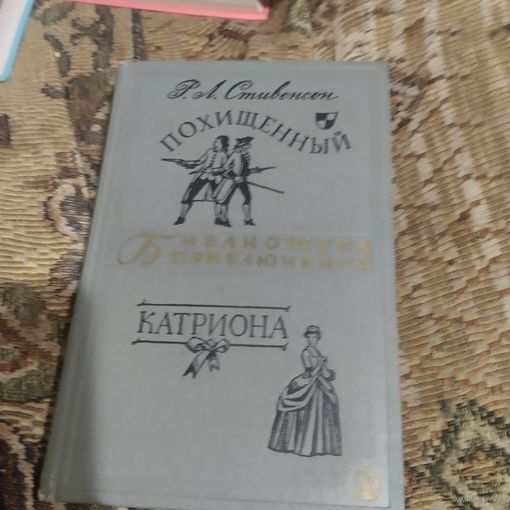 Р. Л. Стивенсон
ПОХИЩЕННЫЙ
БИБЛИОТЕКА
ПРИКЛЮЧЕНИЙ
КАТРИОНА